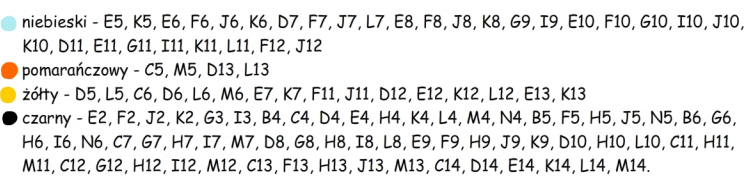 niebieski - E5, K5, E6, F6, J6, K6, D7, F7, J7, L7, E8, F8, J8, K8, G9, I9, E10, F10, G10, I10, J10,
K10, D11, E11, G11, I11, K11, L11, F12, J12
pomarańczowy - C5, M5, D13, L13
żółty - D5, L5, C6, D6, L6, M6, E7, K7, F11, J11, D12, E12, K12, L12, E13, K13
czarny - E2, F2, J2, K2, G3, I3, B4, C4, D4, E4, H4, K4, L4, M4, N4, B5, F5, H5, J5, N5, B6, G6,
H6, I6, N6, C7, G7, H7, I7, M7, D8, G8, H8, I8, L8, E9, F9, H9, J9, K9, D10, H10, L10, C11, H11,
M11, C12, G12, H12, I12, M12, C13, F13, H13, J13, M13, C14, D14, E14, K14, L14, M14.